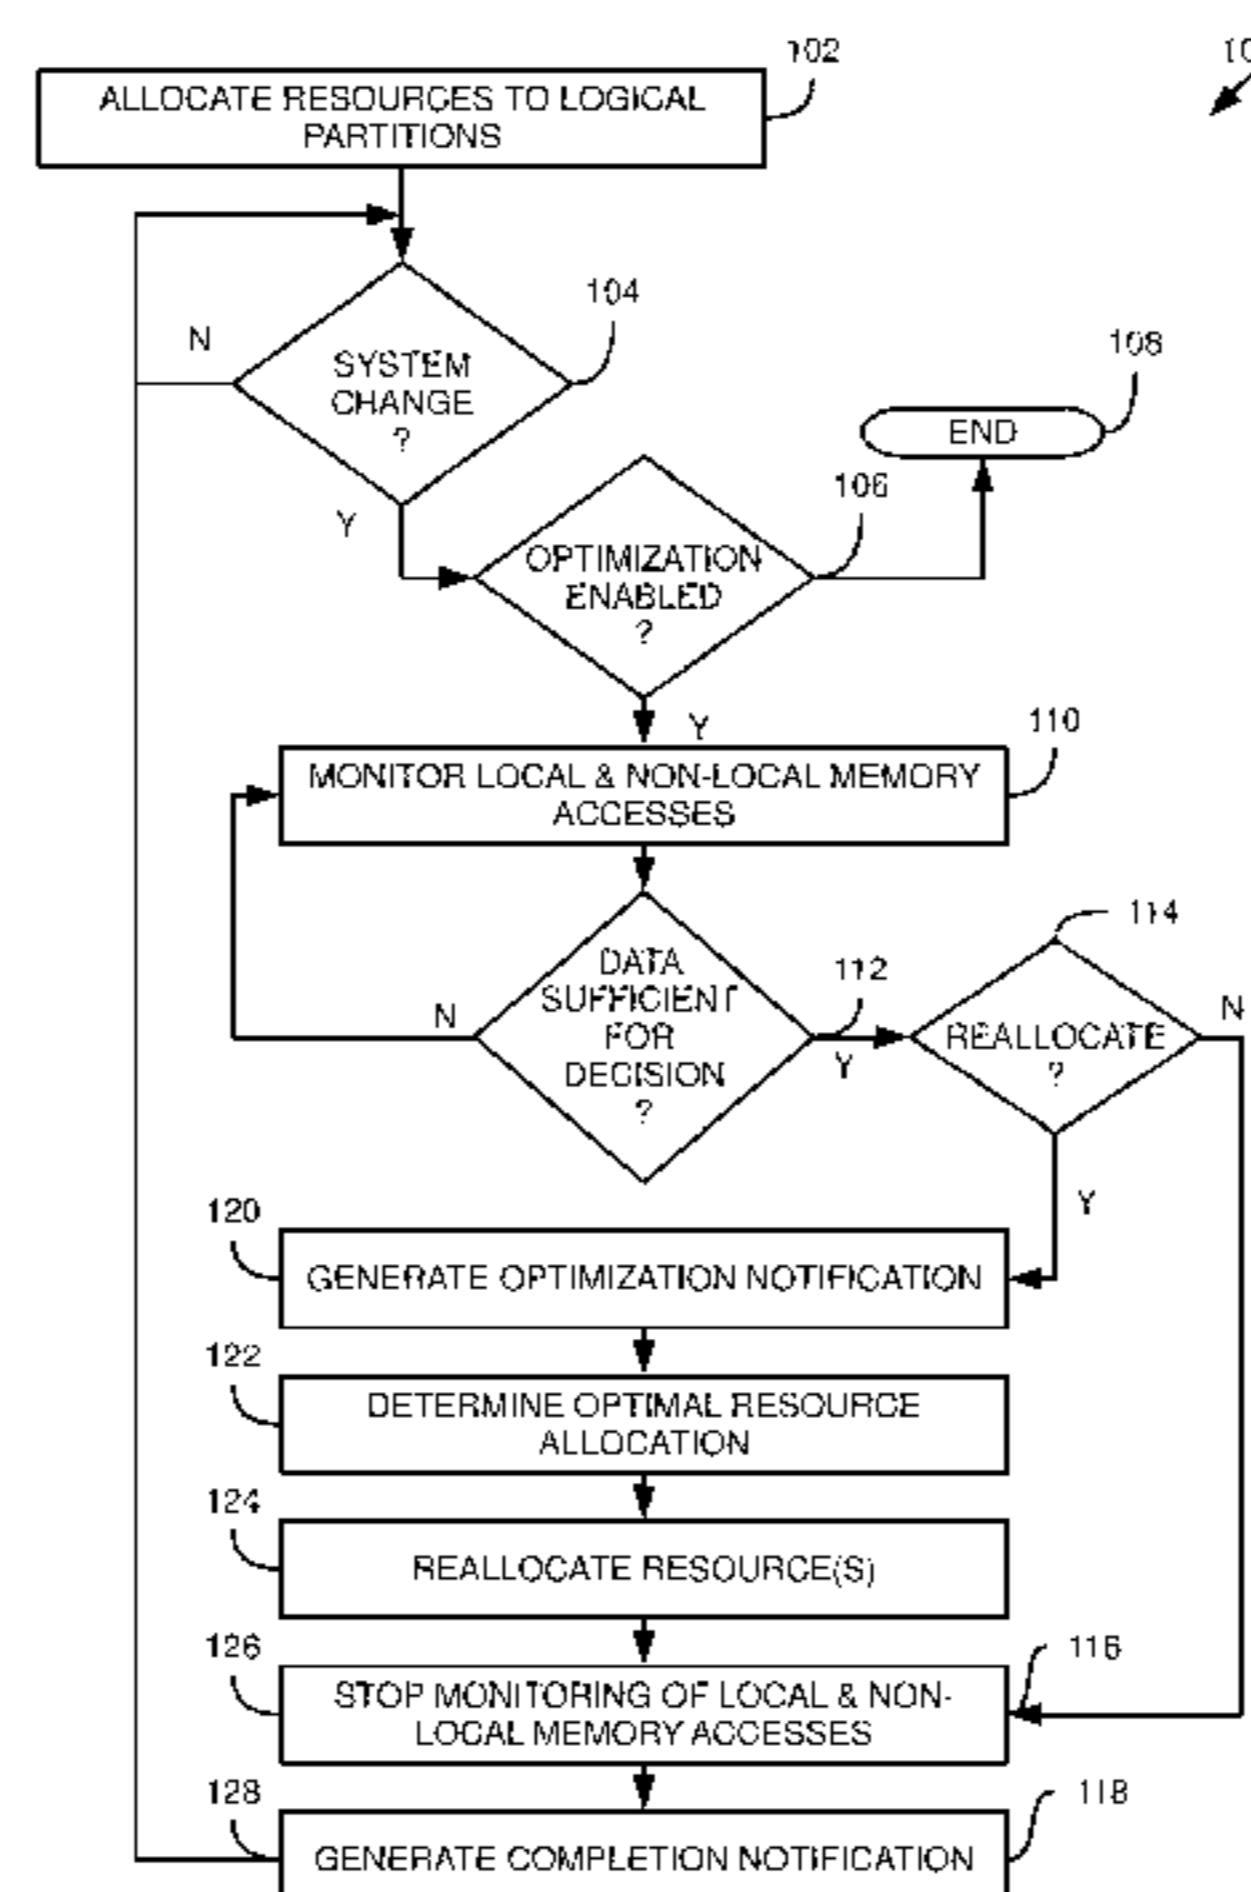 102
ALLOCATE RESOURCES TO LOGICAL
PARTITIONS
104
N
SYSTEM
CHANGE
?
Y
108
END
106
OPTIMIZATION
ENABLED
?
Y
110
MONITOR LOCAL & NON-LOCAL MEMORY
ACCESSES
114
112
DATA
SUFFICIENT
FOR
DECISION
?
N
Y
REALLOCATE
?
N
Y
120
GENERATE OPTIMIZATION NOTIFICATION
122
DETERMINE OPTIMAL RESOURCE
ALLOCATION
124
REALLOCATE RESOURCE(S)
126
116
STOP MONITORING OF LOCAL & NON-
LOCAL MEMORY ACCESSES
128
118
GENERATE COMPLETION NOTIFICATION